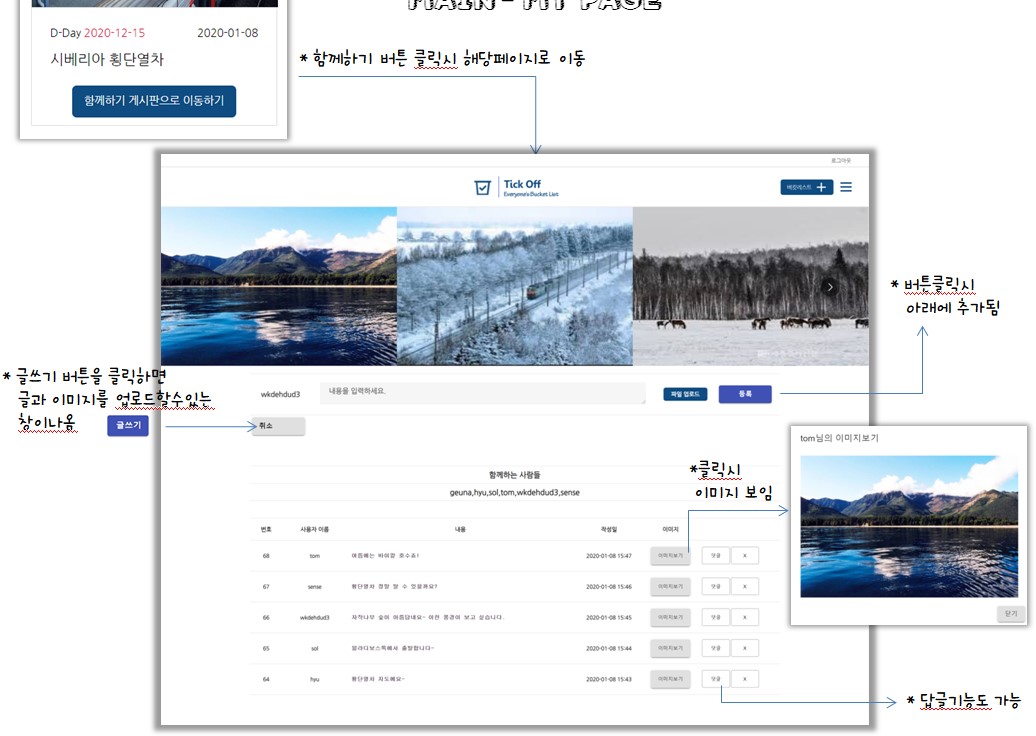 MAIN - MY PAGE
D-Day 2020-12-15 2020-01-08
시베리아 횡단열차
함께하기 게시판으로 이동하기
* 함께하기 버튼 클릭시 해당페이지로 이동
로그아웃
Tick Off
Everyone's Bucket List
버킷리스트 +
* 버튼클릭시
아래에 추가됨
* 글쓰기 버튼을 클릭하면
글과 이미지를 업로드할수있는
창이나옴
글쓰기
wkdehdud3 내용을 입력하세요. 파일 업로드 등록
취소
함께하는 사람들
geuna,hyu,sol,tom,wkdehdud3,sense
*클릭시
이미지 보임
tom님의 이미지보기
닫기
번호 사용자 이름 내용 작성일 이미지
68 tom 여름에는 바이칼 호수죠! 2020-01-08 15:47 이미지보기 댓글 X
67 sense 횡단열차 정말 탈 수 있을까요? 2020-01-08 15:46 이미지보기 댓글 X
66 wkdehdud3 자작나무 숲이 아름답네요~ 이런 풍경이 보고 싶습니다. 2020-01-08 15:45 이미지보기 댓글 X
65 sol 블라디보스톡에서 출발합니다~ 2020-01-08 15:44 이미지보기 댓글 X
64 hyu 횡단열차 지도에요~ 2020-01-08 15:43 이미지보기 댓글 X
* 답글기능도 가능